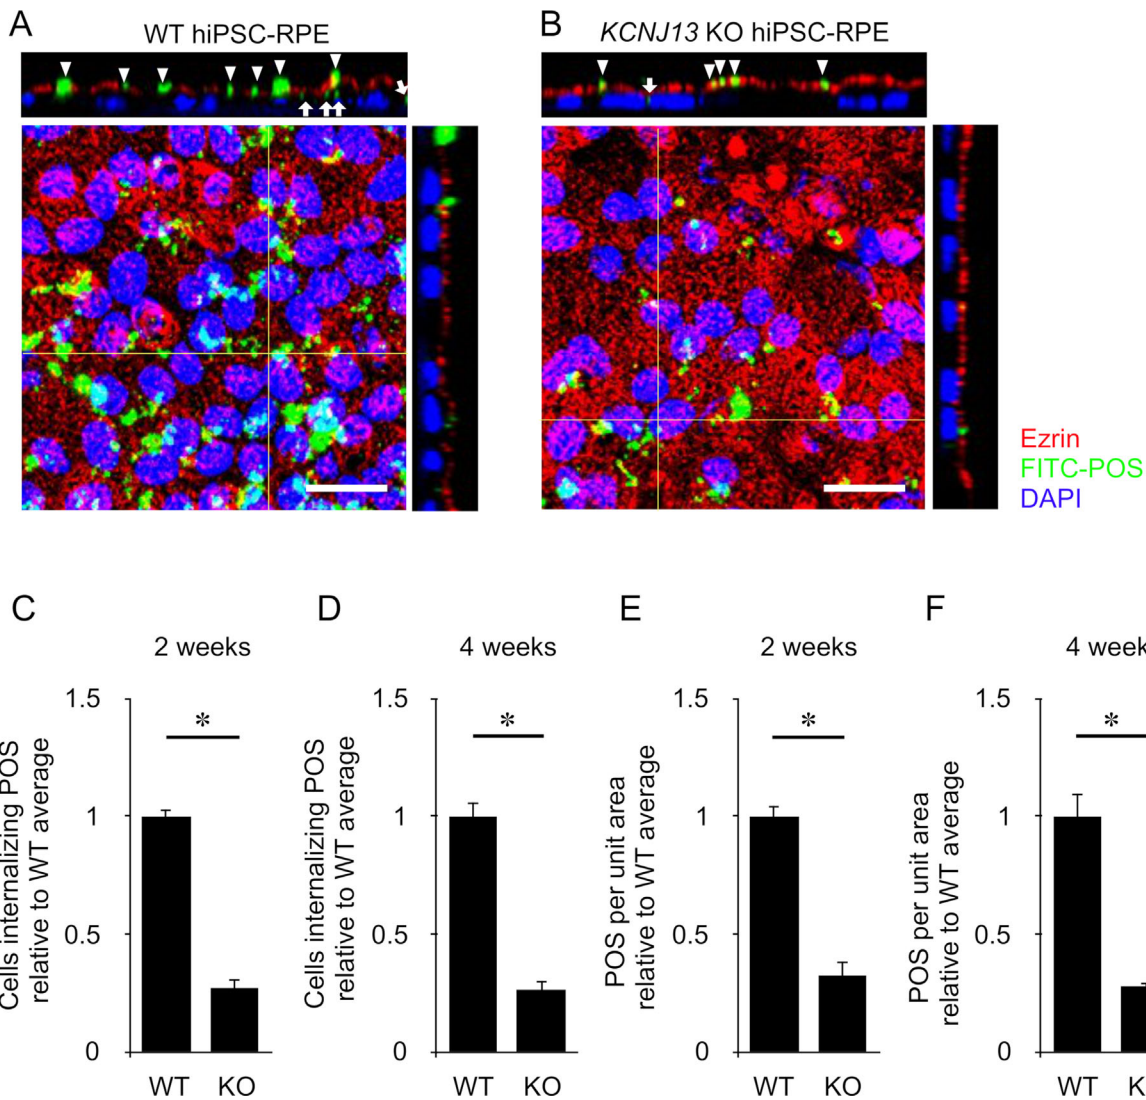 A
WT hiPSC-RPE
B
KCNJ13 KO hiPSC-RPE
Ezrin
FITC-POS
DAPI
C
2 weeks
Cells internalizing POS
relative to WT average
1.5
1
0.5
0
*
WT KO
D
4 weeks
Cells internalizing POS
relative to WT average
1.5
1
0.5
0
*
WT KO
E
2 weeks
POS per unit area
relative to WT average
1.5
1
0.5
0
*
WT KO
F
4 week
POS per unit area
relative to WT average
1.5
1
0.5
0
*
WT K